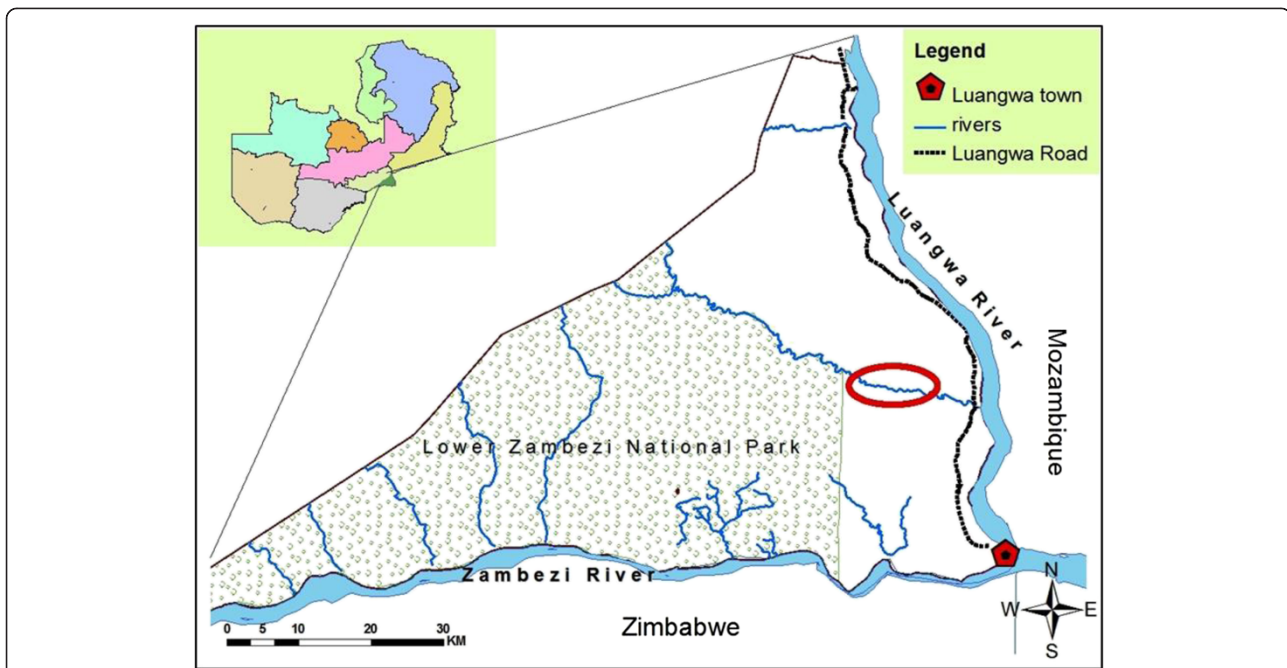 Legend
Luangwa town
rivers
Luangwa Road
Luangwa River
Mozambique
Lower Zambezi National Park
Zambezi River
Zimbabwe
0 5 10 20 30
KM
N
W E
S